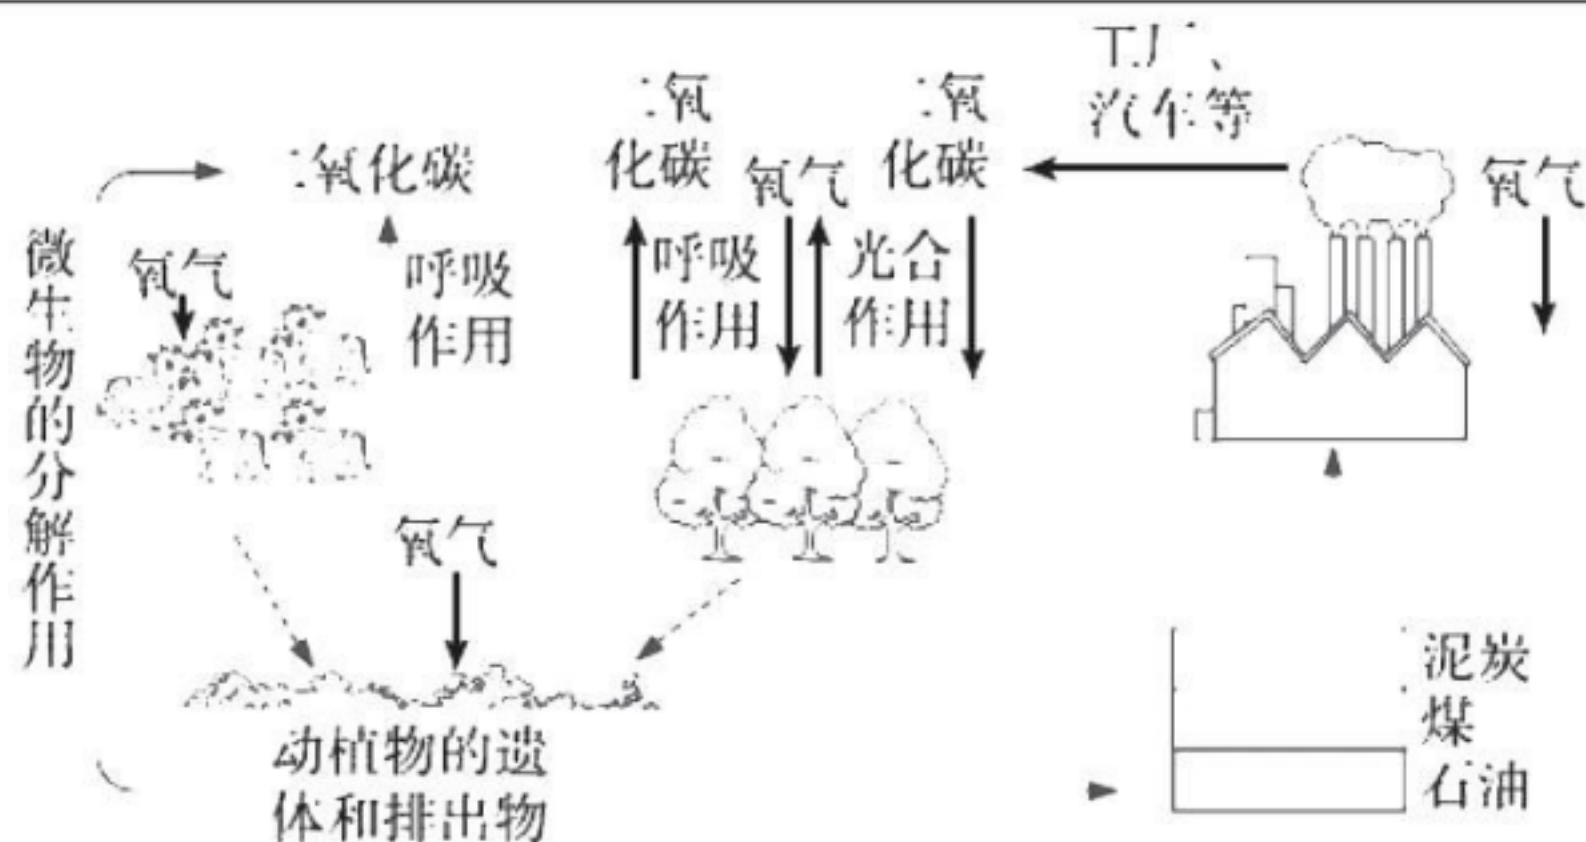 工厂、
汽车等
二氧
化碳
二氧
化碳
二氧化碳
氧气
氧气
微生物的分解作用
氧气
呼吸
作用
呼吸
作用
光合
作用
氧气
泥炭
煤
石油
动植物的遗
体和排出物